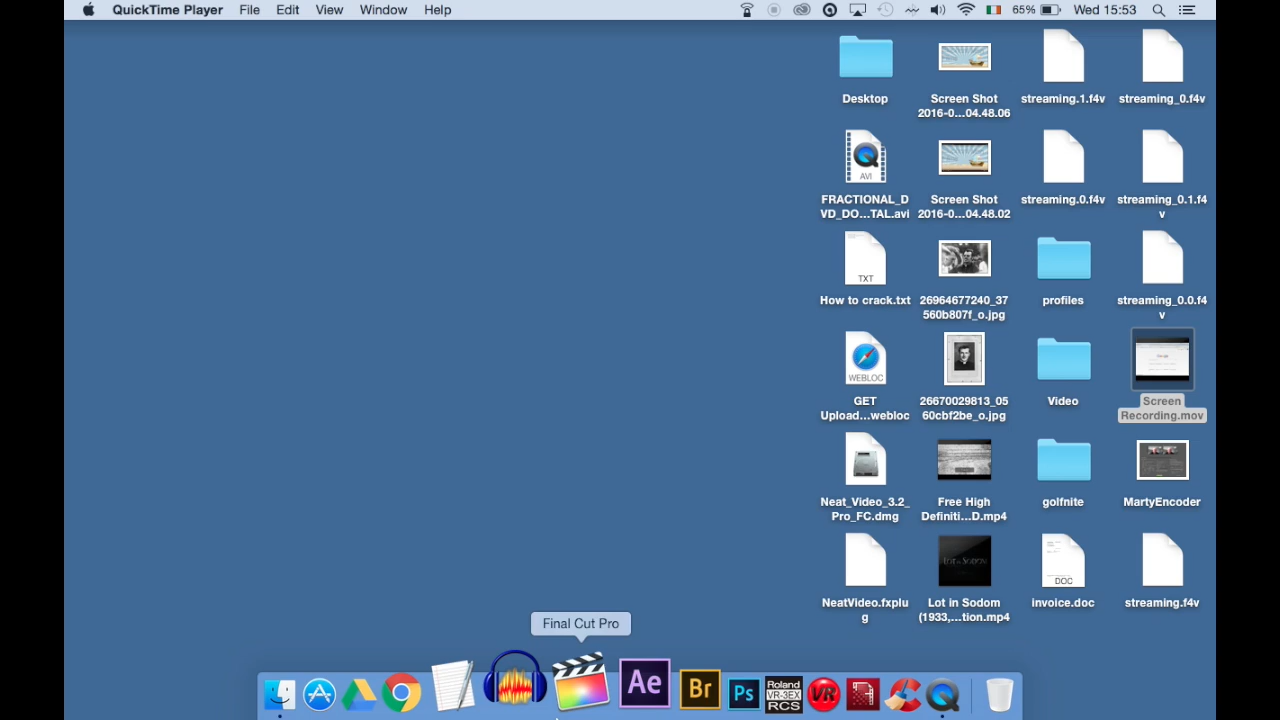 QuickTime Player File Edit View Window Help 65% Wed 15:53
Desktop
Screen Shot
2016-0...04.48.06
streaming.1.f4v
streaming_0.f4v
AVI
FRACTIONAL_D
VD_DO...TAL.avi
Screen Shot
2016-0...04.48.02
streaming.0.f4v
streaming_0.1.f4
v
TXT
How to crack.txt
26964677240_37
560b807f_o.jpg
profiles
streaming_0.0.f4
v
WEBLOC
GET
Upload...webloc
26670029813_05
60cbf2be_o.jpg
Video
Screen
Recording.mov
Neat_Video_3.2_
Pro_FC.dmg
Free High
Definiti...D.mp4
golfnite
MartyEncoder
NeatVideo.fxplu
g
LOT IN SODOM
Lot in Sodom
(1933,...tion.mp4
DOC
invoice.doc
streaming.f4v
Final Cut Pro
Ae
Br
Ps
Roland
VR-3EX
RCS
VR